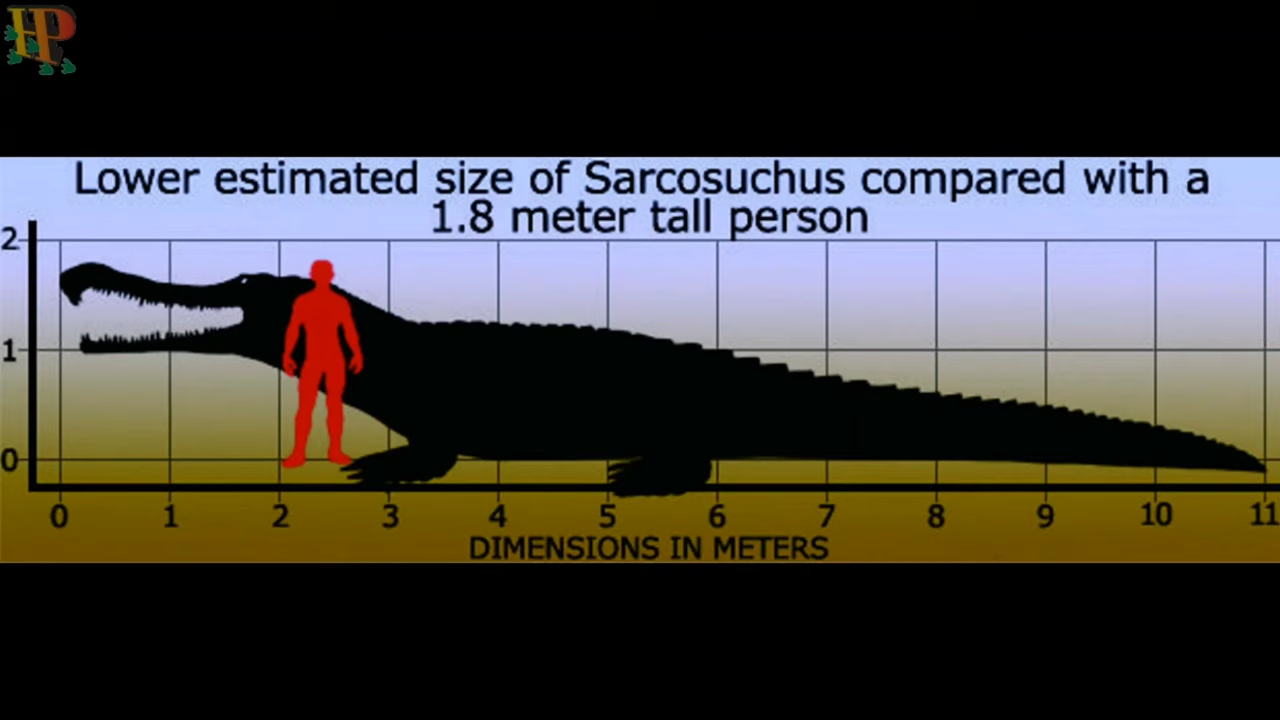 HP
Lower estimated size of Sarcosuchus compared with a
1.8 meter tall person
2
1
0
0 1 2 3 4 5 6 7 8 9 10 11
DIMENSIONS IN METERS